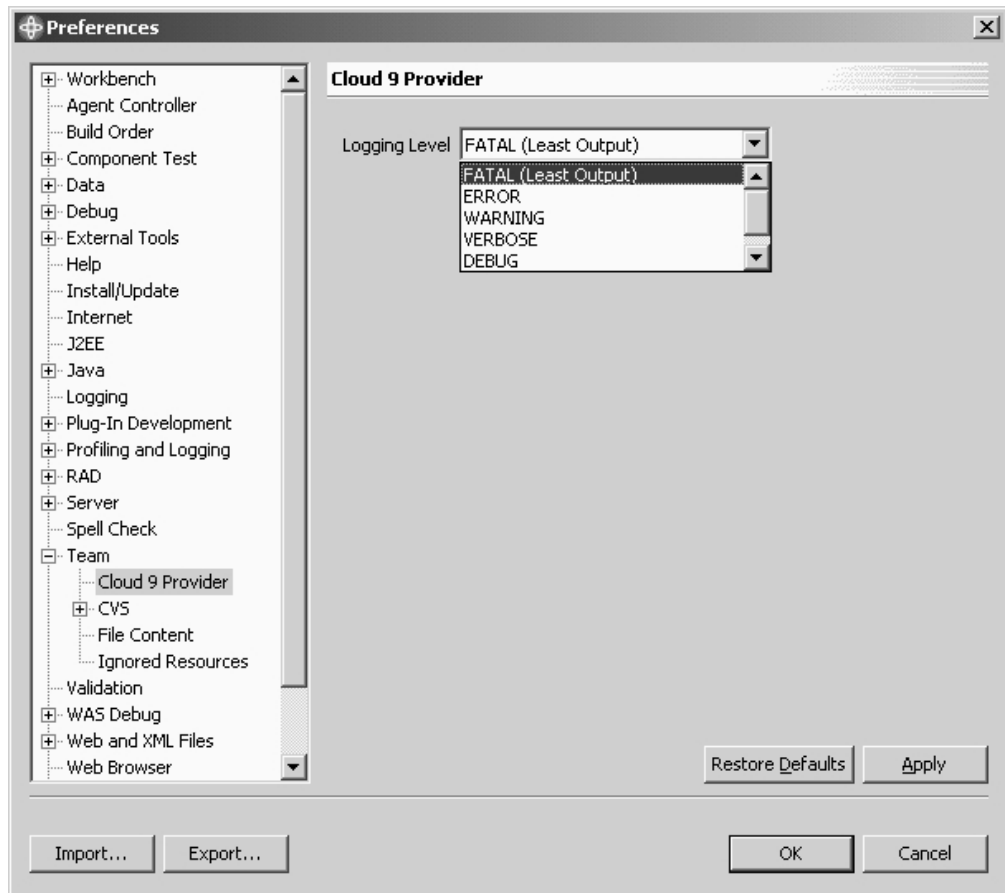 Preferences
Workbench
Agent Controller
Build Order
Component Test
Data
Debug
External Tools
Help
Install/Update
Internet
J2EE
Java
Logging
Plug-In Development
Profiling and Logging
RAD
Server
Spell Check
Team
Cloud 9 Provider
CVS
File Content
Ignored Resources
Validation
WAS Debug
Web and XML Files
Web Browser
Cloud 9 Provider
Logging Level FATAL (Least Output)
FATAL (Least Output)
ERROR
WARNING
VERBOSE
DEBUG
Restore Defaults Apply
Import... Export... OK Cancel